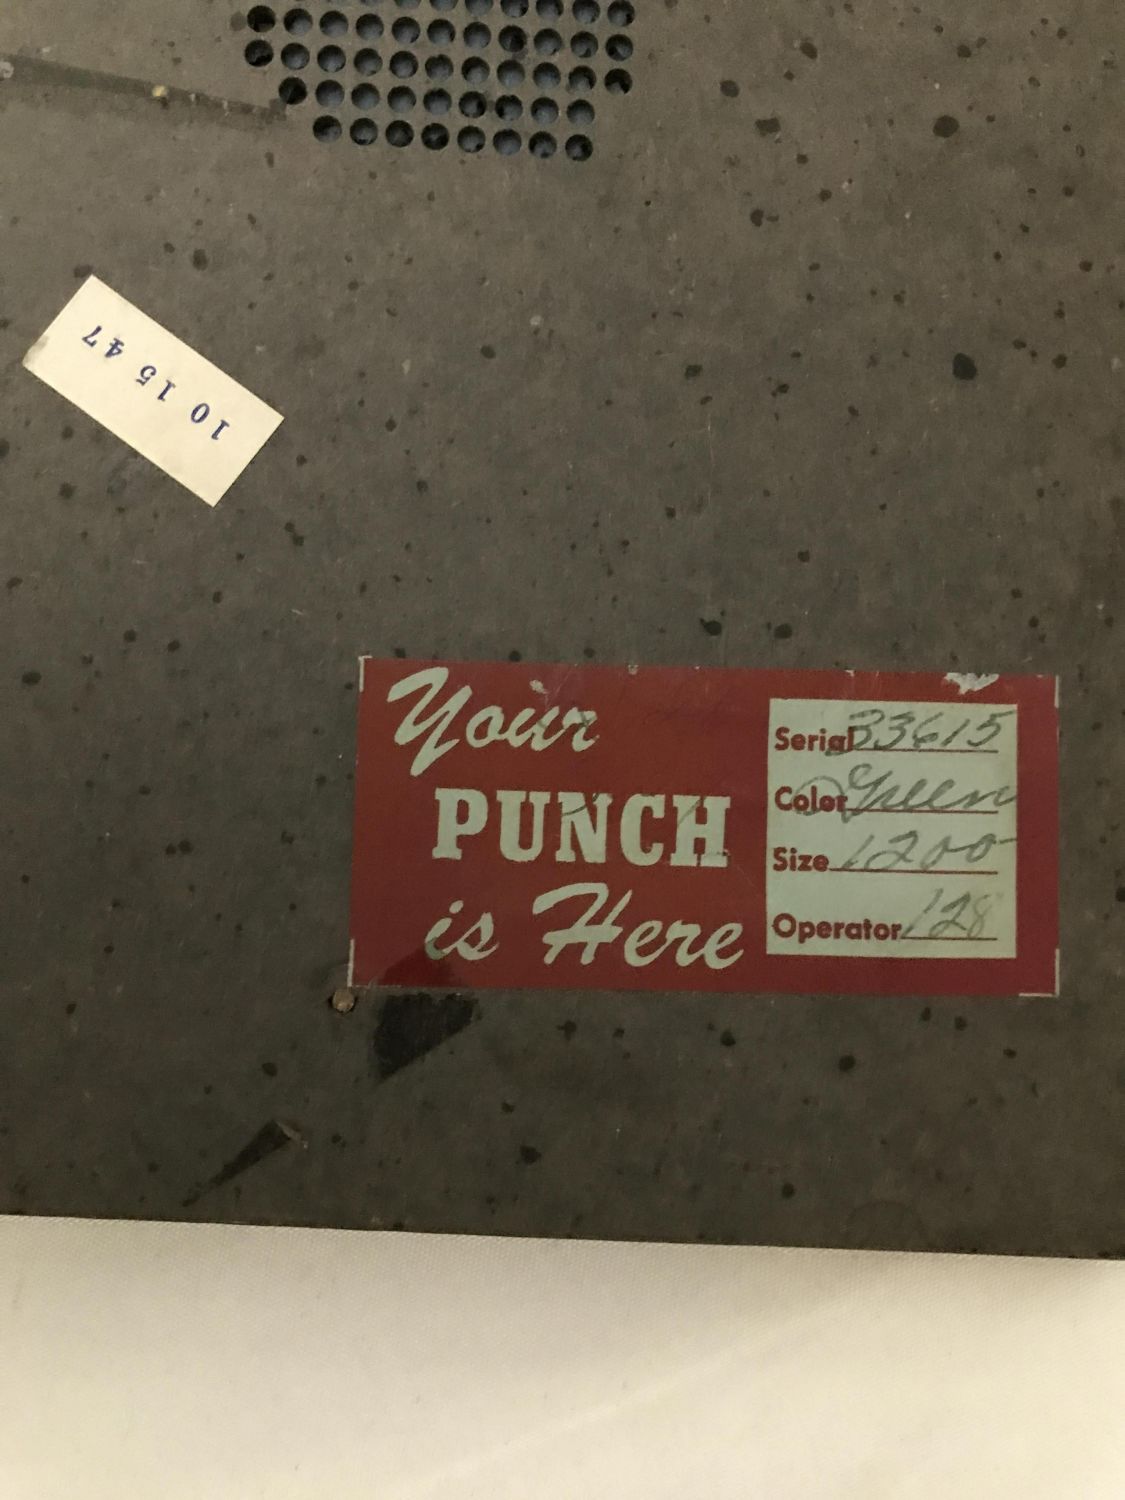 10 15 47
Your
PUNCH
is Here
Serial 33615
Color Green
Size 1200
Operator 128